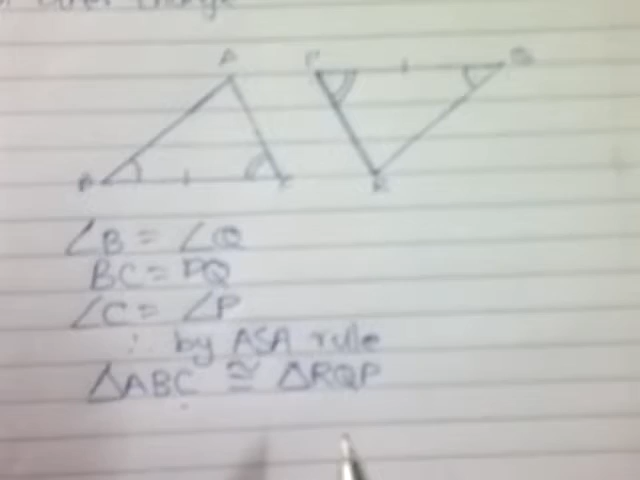 A
P
Q
B
C
R
∠B = ∠Q
BC = PQ
∠C = ∠P
∴ by ASA rule
△ABC ≅ △RQP